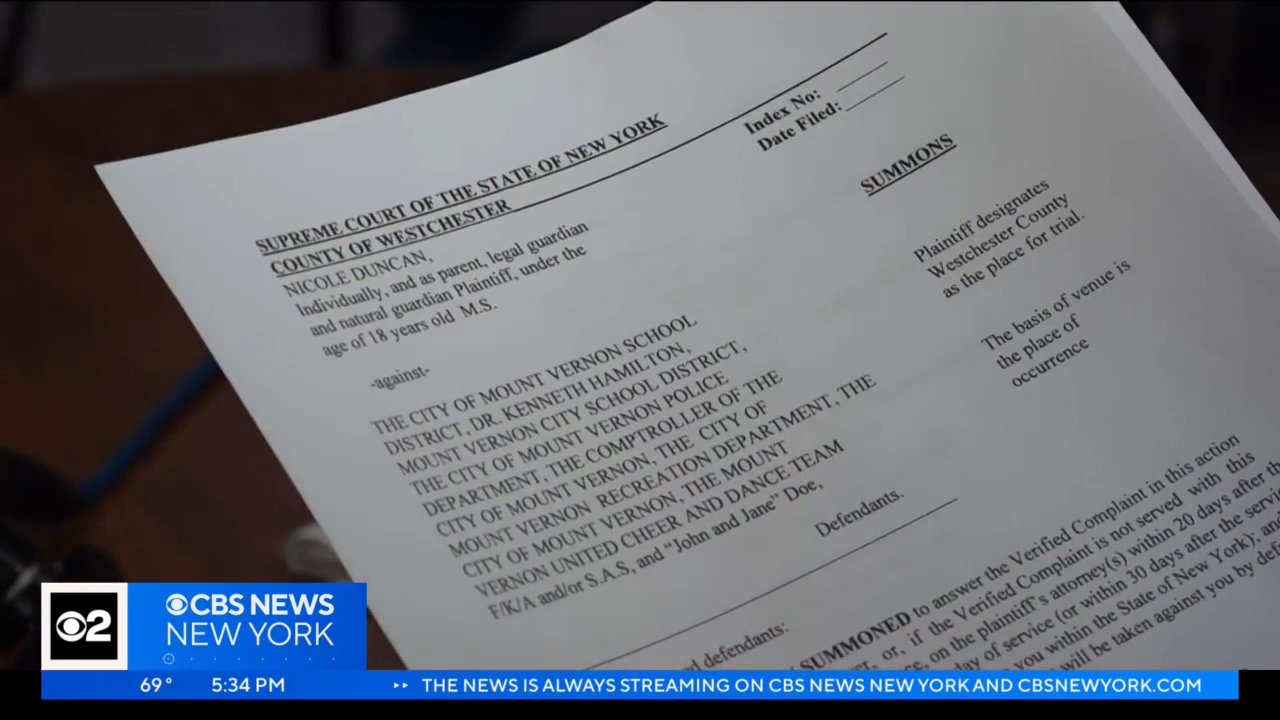 SUPREME COURT OF THE STATE OF NEW YORK
COUNTY OF WESTCHESTER
Index No:
Date Filed:
NICOLE DUNCAN,
Individually, and as parent, legal guardian
and natural guardian Plaintiff, under the
age of 18 years old M.S.
SUMMONS
-against-
Plaintiff designates
Westchester County
as the place for trial.
THE CITY OF MOUNT VERNON SCHOOL
DISTRICT, DR. KENNETH HAMILTON,
MOUNT VERNON CITY SCHOOL DISTRICT,
THE CITY OF MOUNT VERNON POLICE
DEPARTMENT, THE COMPTROLLER OF THE
CITY OF MOUNT VERNON, THE CITY OF
MOUNT VERNON RECREATION DEPARTMENT, THE
CITY OF MOUNT VERNON, THE MOUNT
VERNON UNITED CHEER AND DANCE TEAM
F/K/A and/or S.A.S, and "John and Jane" Doe,
The basis of venue is
the place of
occurrence
Defendants.
defendants:
SUMMONED to answer the Verified Complaint in this action
or, if the Verified Complaint is not served with this
on the plaintiff's attorney(s) within 20 days after the
day of service (or within 30 days after the
you within the State of New York);
will be taken against you by
2
CBS NEWS
NEW YORK
69° 5:34 PM THE NEWS IS ALWAYS STREAMING ON CBS NEWS NEW YORK AND CBSNEWYORK.COM